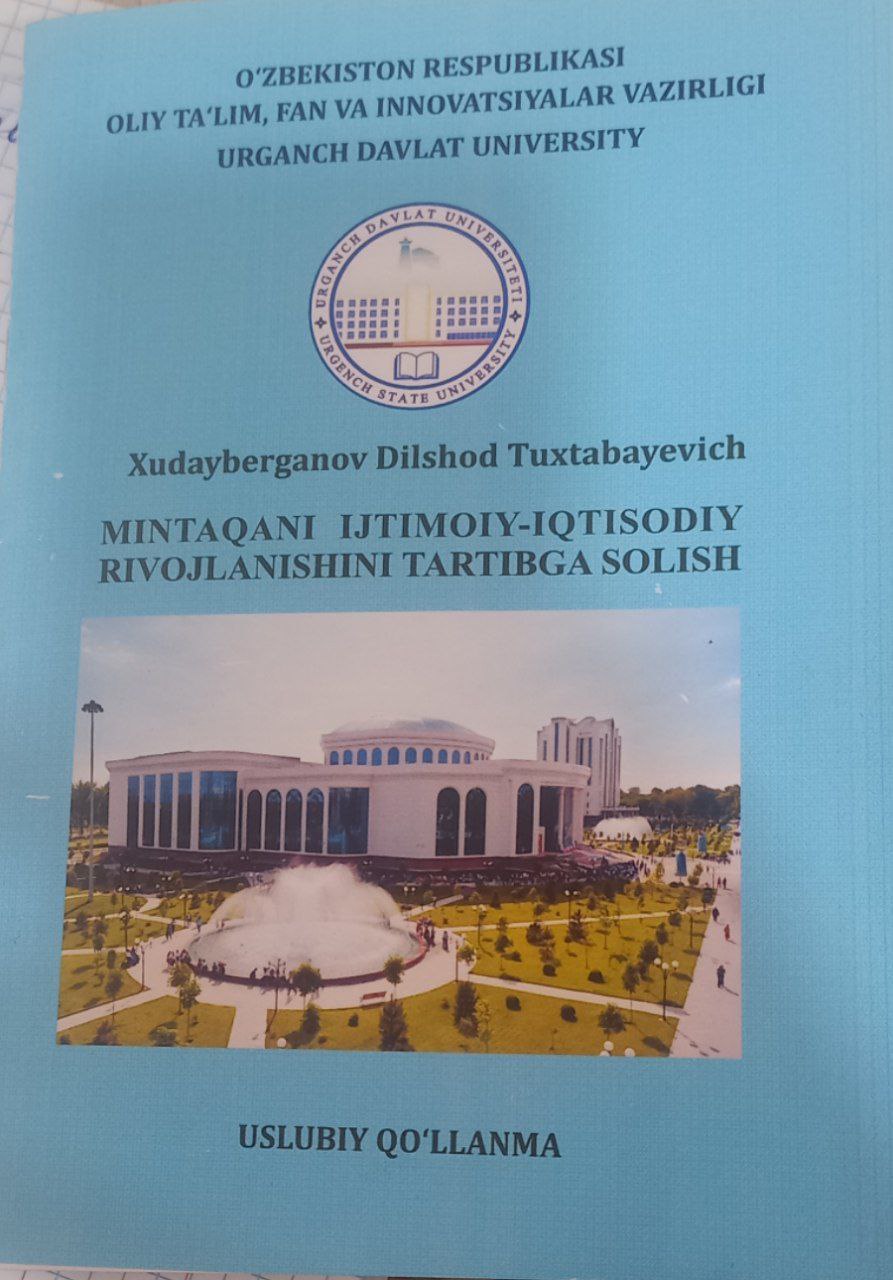 O‘ZBEKISTON RESPUBLIKASI
OLIY TA‘LIM, FAN VA INNOVATSIYALAR VAZIRLIGI
URGANCH DAVLAT UNIVERSITY
URGANCH DAVLAT UNIVERSITETI
URGENCH STATE UNIVERSITY
Xudayberganov Dilshod Tuxtabayevich
MINTAQANI IJTIMOIY-IQTISODIY
RIVOJLANISHINI TARTIBGA SOLISH
USLUBIY QO‘LLANMA